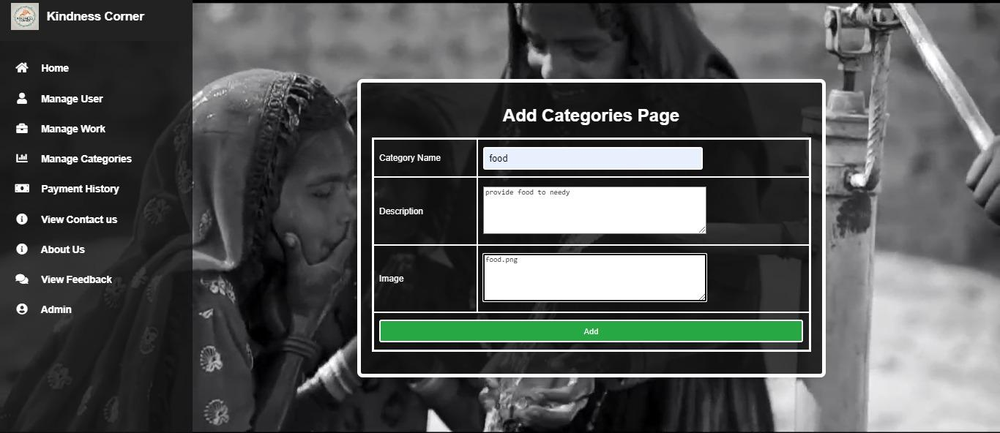 Kindness Corner
Home
Manage User
Manage Work
Manage Categories
Payment History
View Contact us
About Us
View Feedback
Admin
Add Categories Page
Category Name
food
Description
provide food to needy
Image
food.png
Add